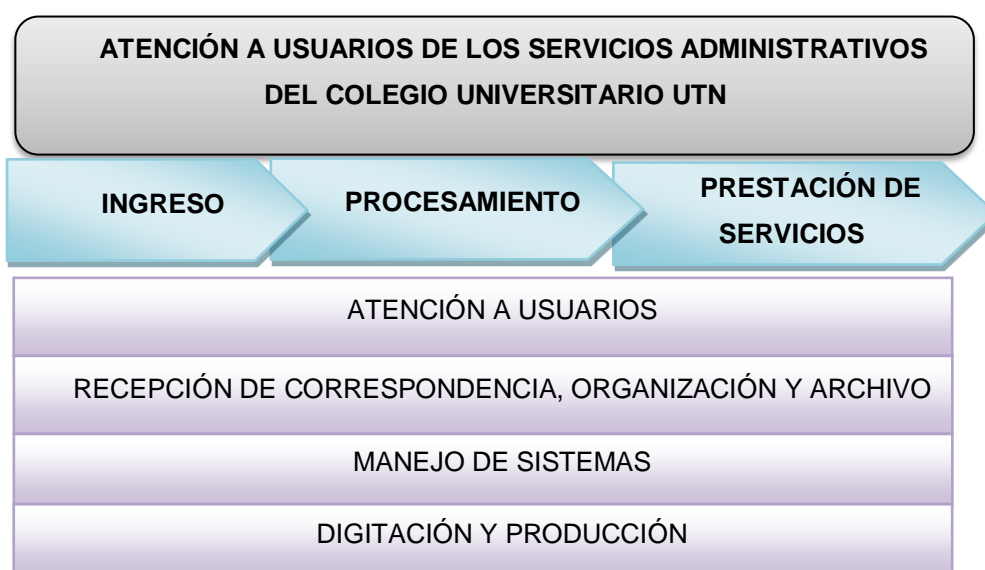 ATENCIÓN A USUARIOS DE LOS SERVICIOS ADMINISTRATIVOS
DEL COLEGIO UNIVERSITARIO UTN
INGRESO
PROCESAMIENTO
PRESTACIÓN DE
SERVICIOS
ATENCIÓN A USUARIOS
RECEPCIÓN DE CORRESPONDENCIA, ORGANIZACIÓN Y ARCHIVO
MANEJO DE SISTEMAS
DIGITACIÓN Y PRODUCCIÓN